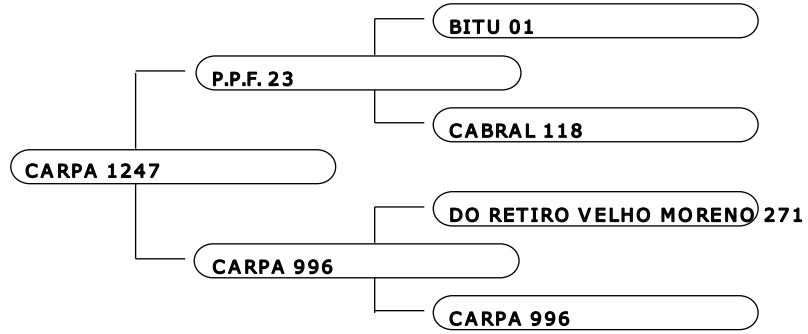 BITU 01
P.P.F. 23
CABRAL 118
CARPA 1247
DO RETIRO VELHO MORENO 271
CARPA 996
CARPA 996